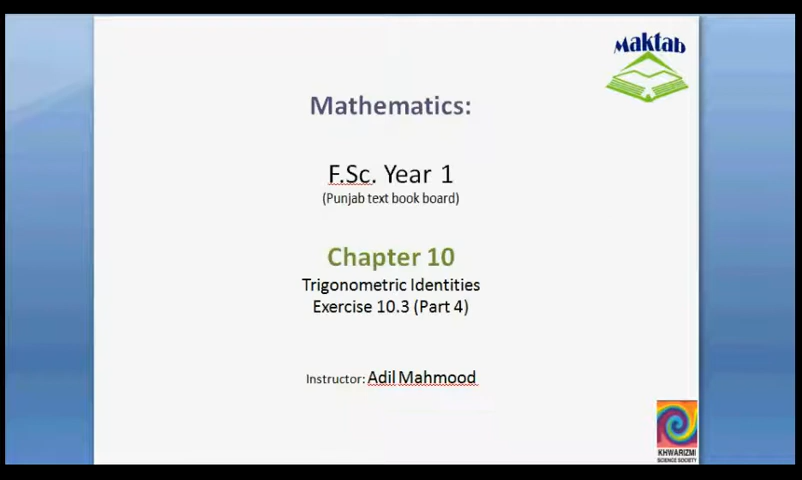 Maktab
Mathematics:
F.Sc. Year 1
(Punjab text book board)
Chapter 10
Trigonometric Identities
Exercise 10.3 (Part 4)
Instructor: Adil Mahmood
KHWARIZMI
SCIENCE SOCIETY